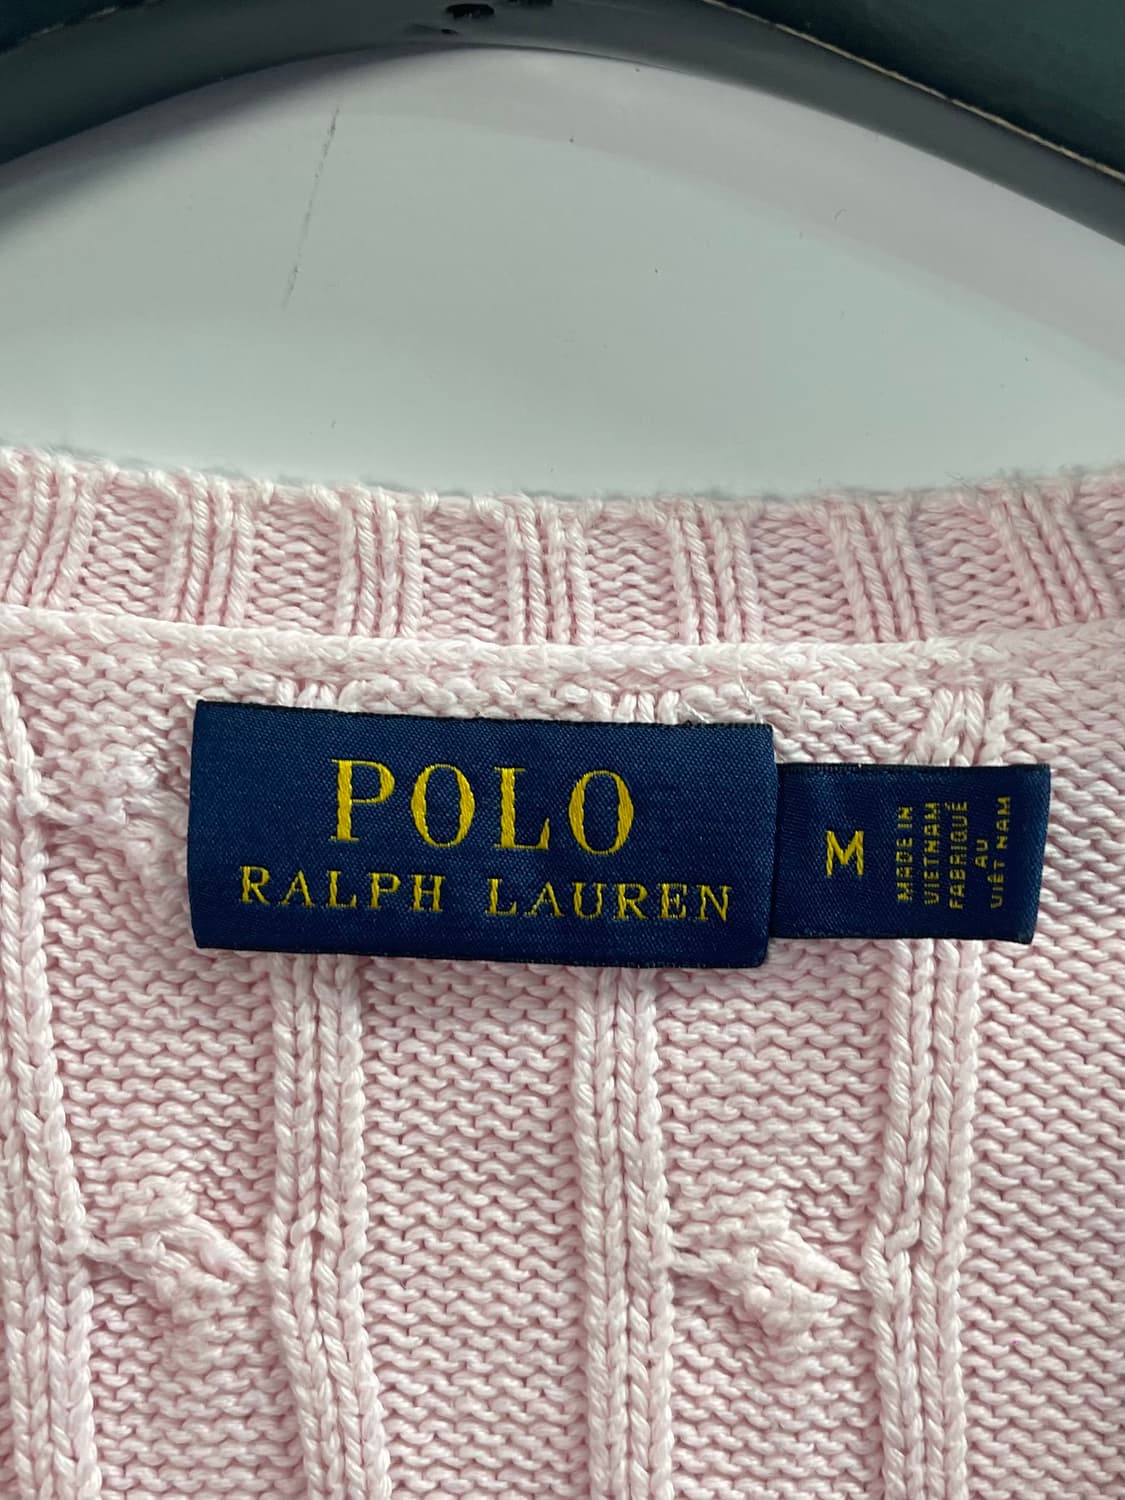 POLO
RALPH LAUREN
M
MADE IN
VIETNAM
FABRIQUÉ
AU
VIÊT NAM